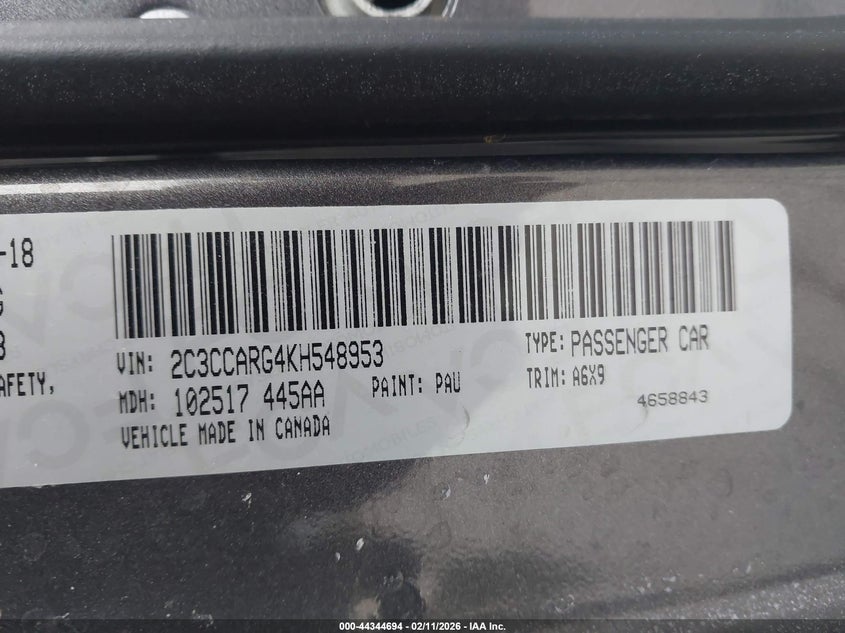 -18
VIN: 2C3CCARG4KH548953
TYPE: PASSENGER CAR
AFETY,
MDH: 102517 445AA
PAINT: PAU
TRIM: A6X9
VEHICLE MADE IN CANADA
4658843
000-44344694 | 02/11/2026 - IAA Inc.